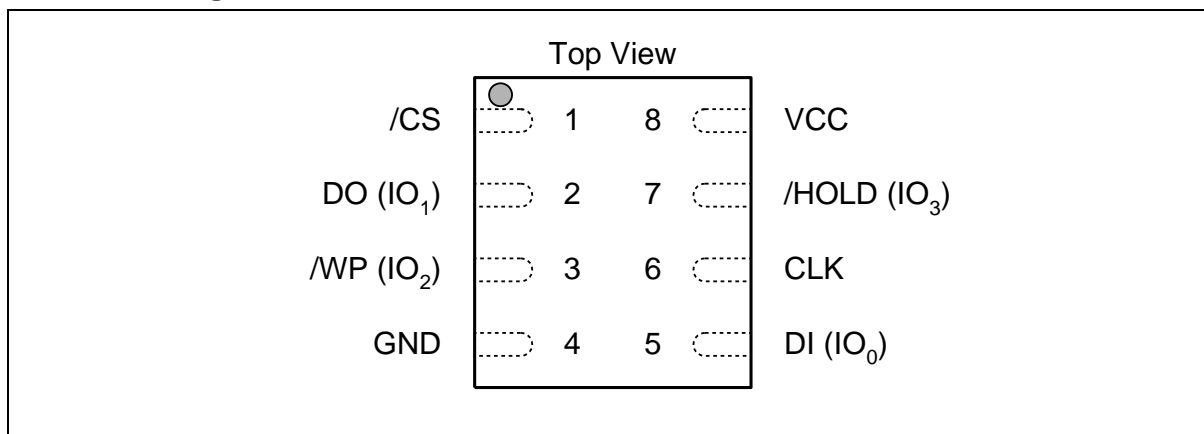 Top View
/CS 1 8 VCC
DO (IO₁) 2 7 /HOLD (IO₃)
/WP (IO₂) 3 6 CLK
GND 4 5 DI (IO₀)